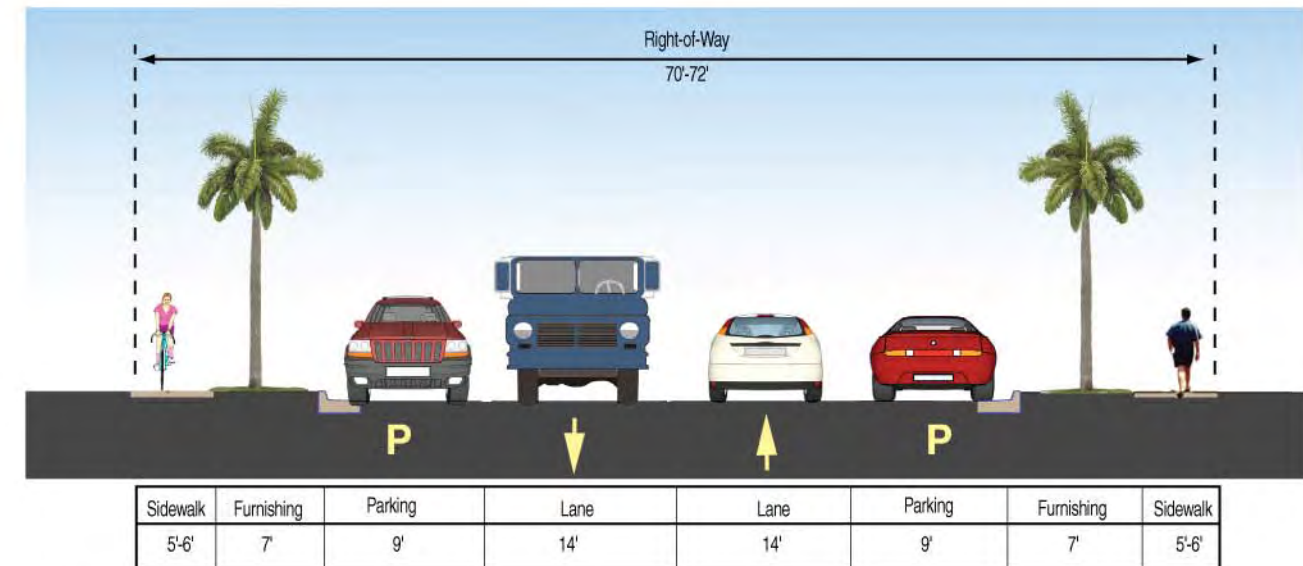 Right-of-Way
70'-72'
P P
Sidewalk Furnishing Parking Lane Lane Parking Furnishing Sidewalk
5'-6' 7' 9' 14' 14' 9' 7' 5'-6'